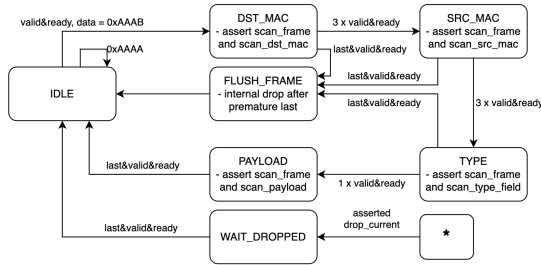 valid&ready, data = 0xAAAB
0xAAAA
IDLE
DST_MAC
- assert scan_frame
and scan_dst_mac
3 x valid&ready
SRC_MAC
- assert scan_frame
and scan_src_mac
last&valid&ready
last&valid&ready
FLUSH_FRAME
- internal drop after
premature last
last&valid&ready
3 x valid&ready
last&valid&ready
PAYLOAD
- assert scan_frame
and scan_payload
1 x valid&ready
TYPE
- assert scan_frame
and scan_type_field
last&valid&ready
WAIT_DROPPED
asserted
drop_current
*